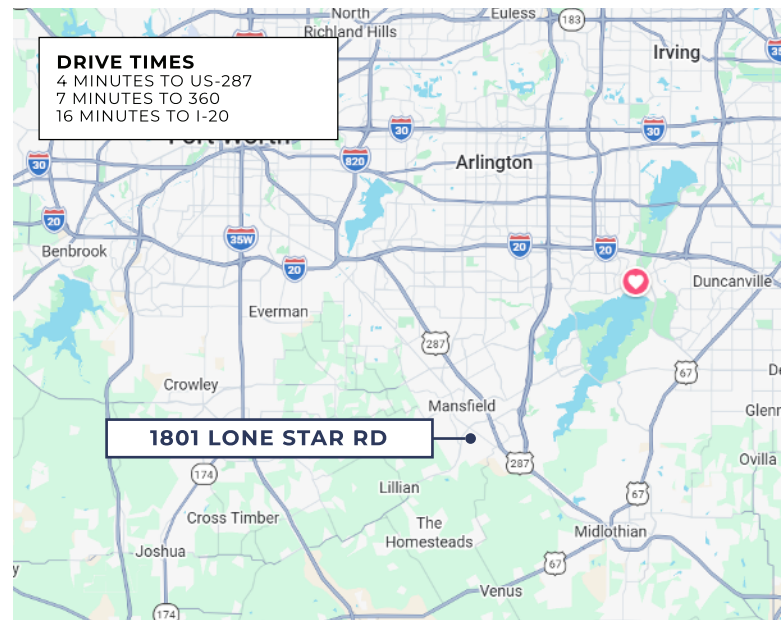 North
Richland Hills
Euless
183
Irving
DRIVE TIMES
4 MINUTES TO US-287
7 MINUTES TO 360
16 MINUTES TO I-20
30
30
Fort Worth
30
820
Arlington
20
35W
20
20
Benbrook
20
Duncanville
Everman
287
67
Crowley
Mansfield
Glenn
1801 LONE STAR RD
287
Ovilla
174
Lillian
67
Cross Timber
The
Homesteads
Midlothian
Joshua
67
Venus
174